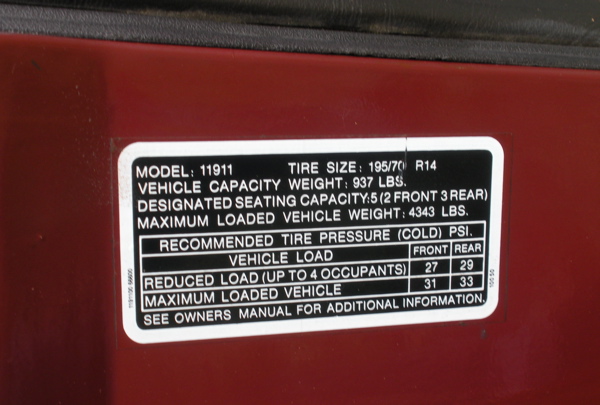 MODEL: 11911 TIRE SIZE: 195/70 R14
VEHICLE CAPACITY WEIGHT: 937 LBS.
DESIGNATED SEATING CAPACITY:5 (2 FRONT 3 REAR)
MAXIMUM LOADED VEHICLE WEIGHT: 4343 LBS.
RECOMMENDED TIRE PRESSURE (COLD) PSI.
VEHICLE LOAD FRONT REAR
REDUCED LOAD (UP TO 4 OCCUPANTS) 27 29
MAXIMUM LOADED VEHICLE 31 33
SEE OWNERS MANUAL FOR ADDITIONAL INFORMATION.